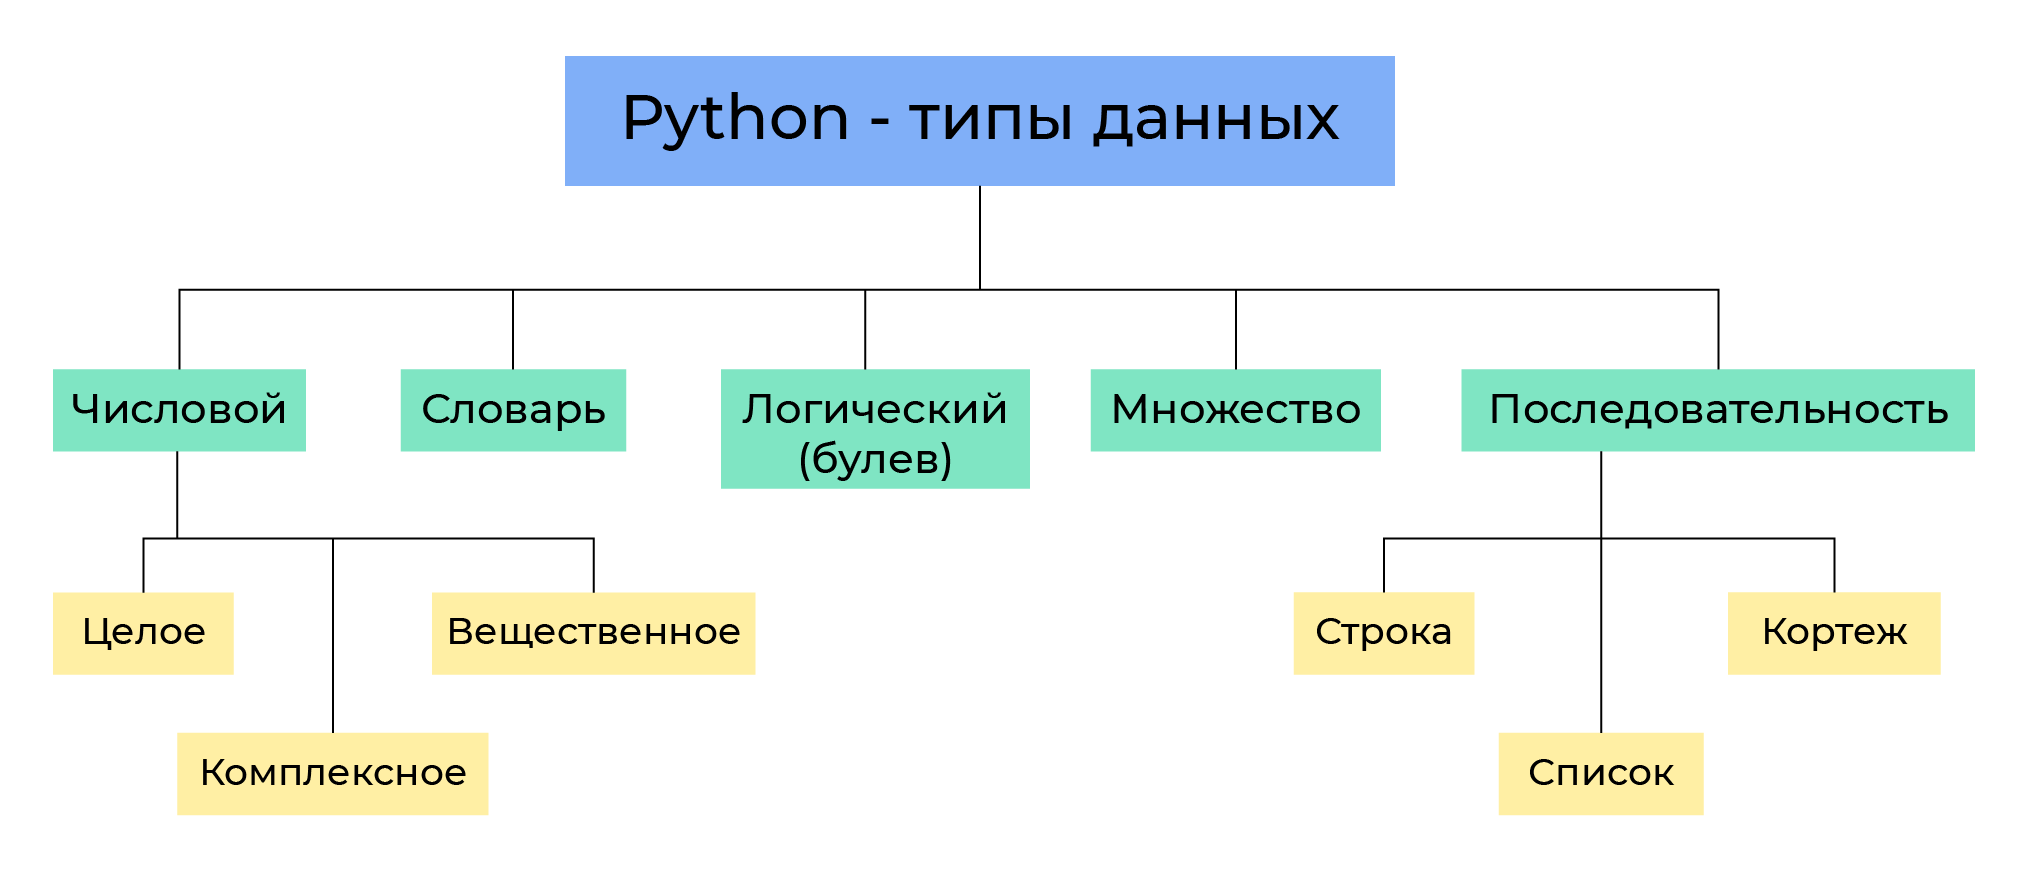 Python - типы данных
Числовой
Словарь
Логический
(булев)
Множество
Последовательность
Целое
Вещественное
Строка
Кортеж
Комплексное
Список